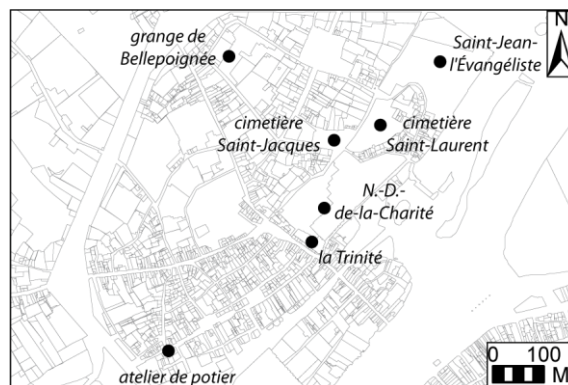 grange de
Bellepoignée
Saint-Jean-
l'Évangéliste
N
cimetière
Saint-Jacques
cimetière
Saint-Laurent
N.-D.-
de-la-Charité
la Trinité
atelier de potier
0 100
M